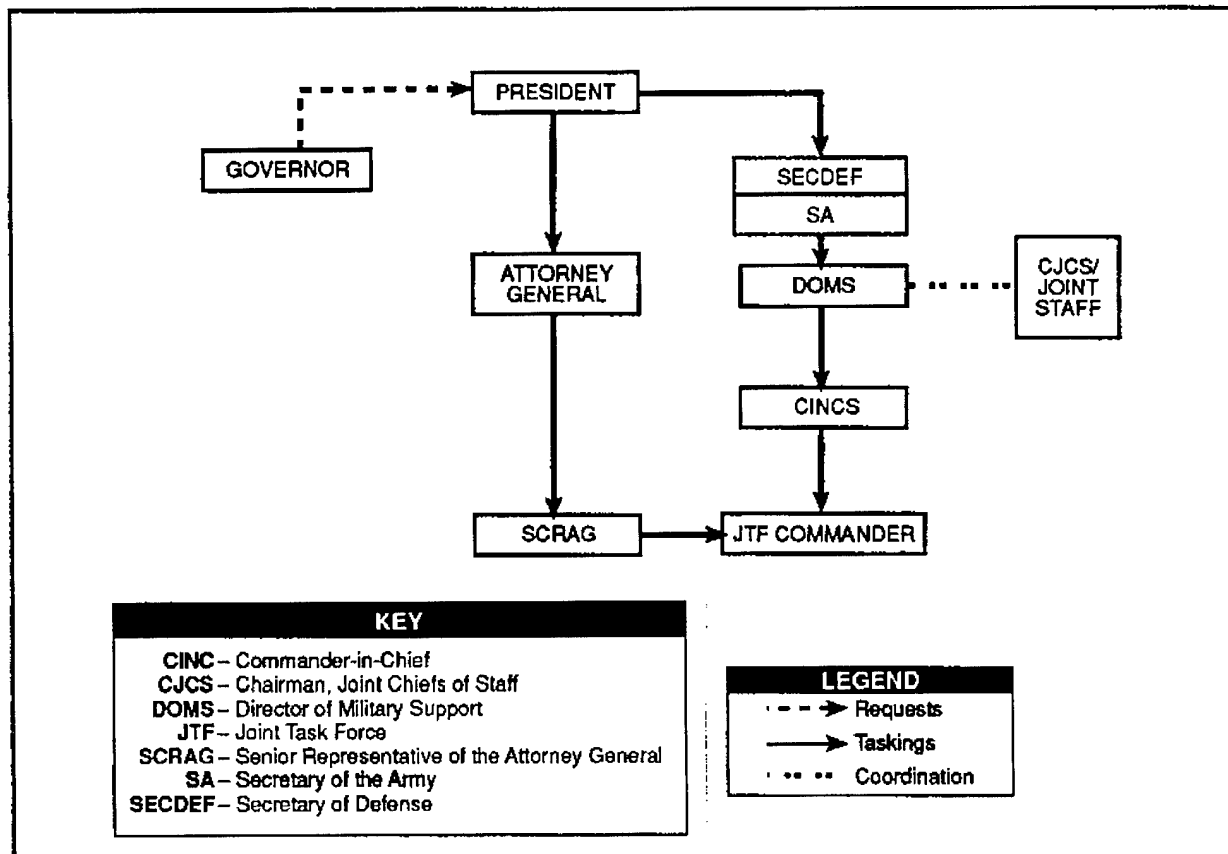 PRESIDENT
GOVERNOR
SECDEF
SA
ATTORNEY
GENERAL
DOMS
CJCS/
JOINT
STAFF
CINCS
SCRAG
JTF COMMANDER
KEY
CINC – Commander-in-Chief
CJCS – Chairman, Joint Chiefs of Staff
DOMS – Director of Military Support
JTF – Joint Task Force
SCRAG – Senior Representative of the Attorney General
SA – Secretary of the Army
SECDEF – Secretary of Defense
LEGEND
Requests
Taskings
Coordination